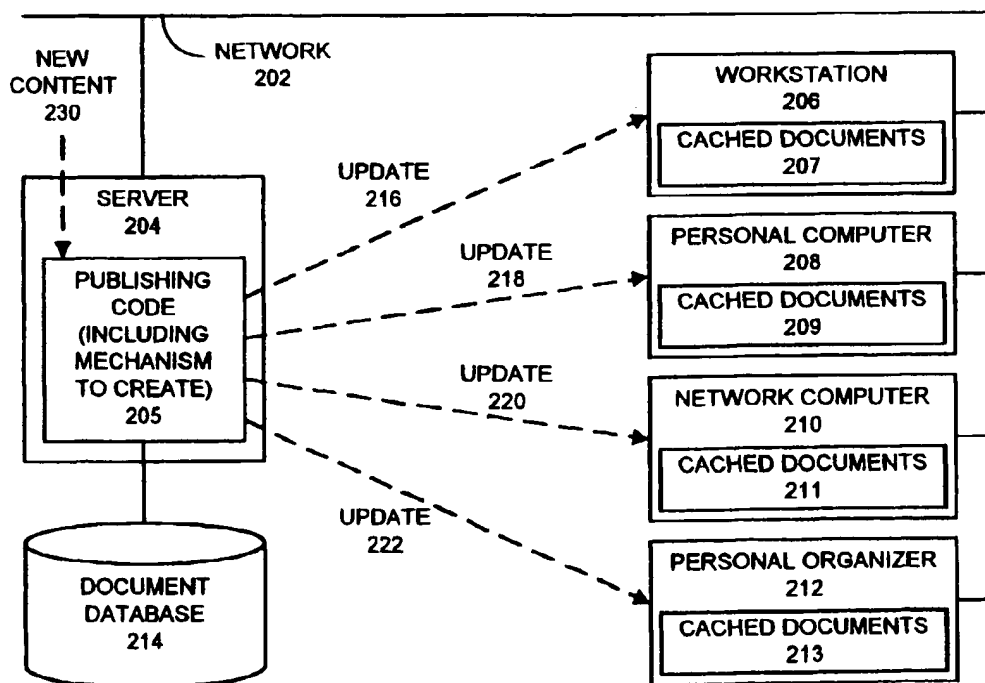 NETWORK
202
NEW
CONTENT
230
SERVER
204
PUBLISHING
CODE
(INCLUDING
MECHANISM
TO CREATE)
205
DOCUMENT
DATABASE
214
UPDATE
216
UPDATE
218
UPDATE
220
UPDATE
222
WORKSTATION
206
CACHED DOCUMENTS
207
PERSONAL COMPUTER
208
CACHED DOCUMENTS
209
NETWORK COMPUTER
210
CACHED DOCUMENTS
211
PERSONAL ORGANIZER
212
CACHED DOCUMENTS
213